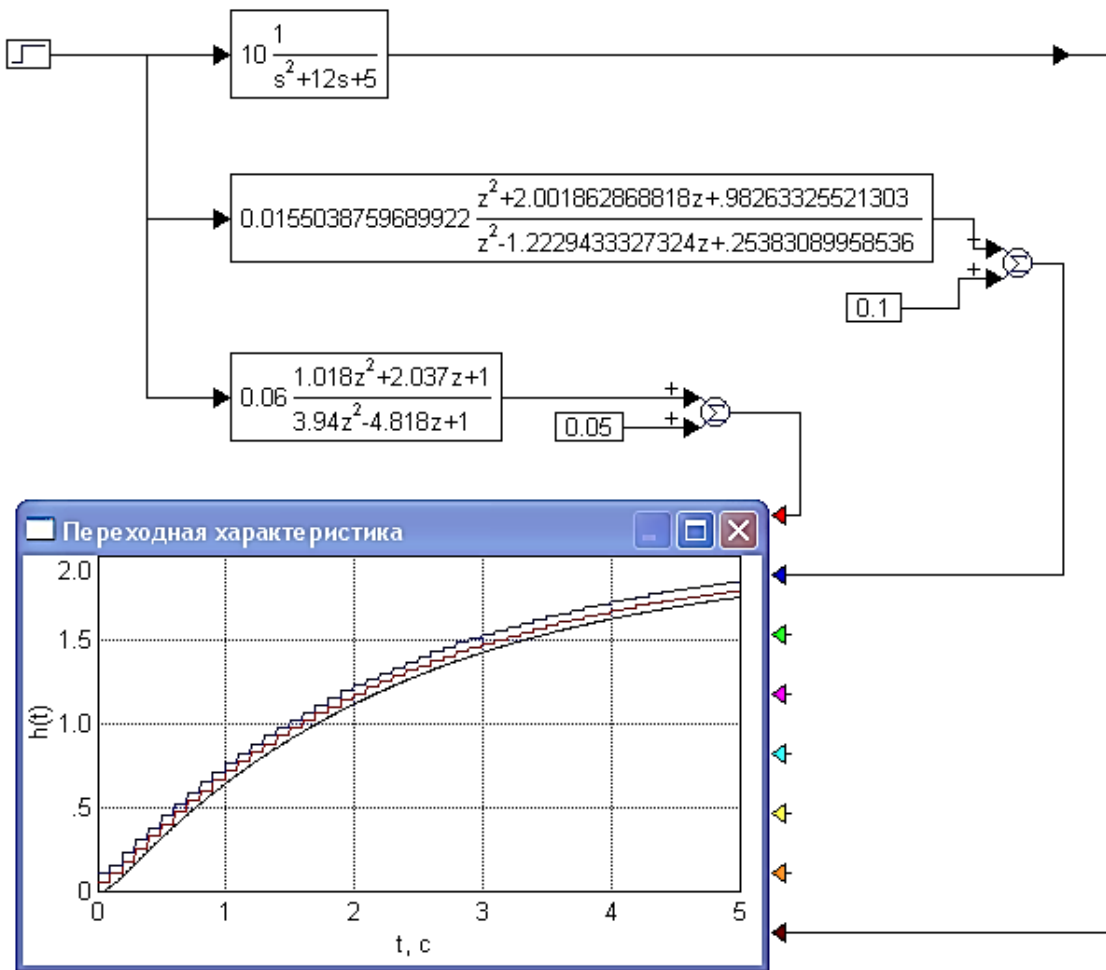 10 1
s²+12s+5
0.0155038759689922 z²+2.001862868818z+.98263325521303
z²-1.2229433327324z+.25383089958536
+
+
Σ
0.1
0.06 1.018z²+2.037z+1
3.94z²-4.818z+1
+
+
Σ
0.05
Переходная характеристика
2.0
1.5
1.0
.5
0
h(t)
0 1 2 3 4 5
t, c